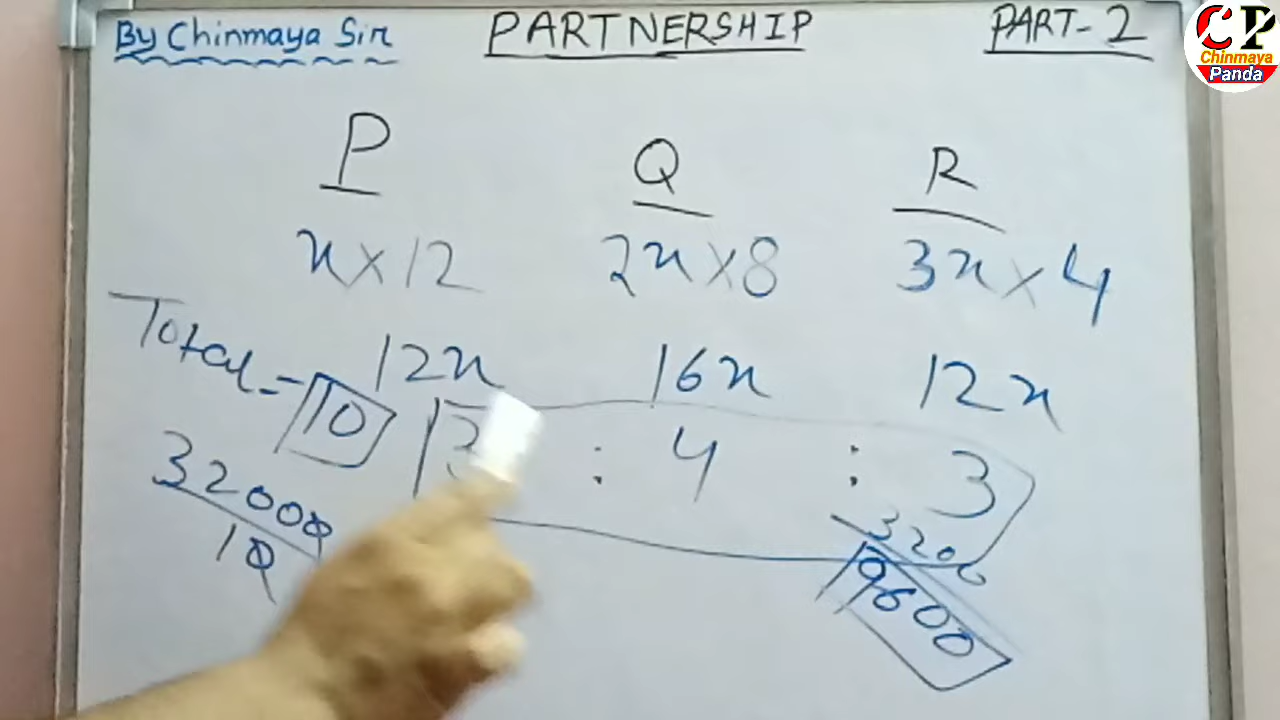 By Chinmaya Sir PARTNERSHIP PART-2
CP
Chinmaya
Panda
P Q R
x×12 2x×8 3x×4
Total = 10
12x 16x 12x
3 : 4 : 3
32000
10
3200
9600